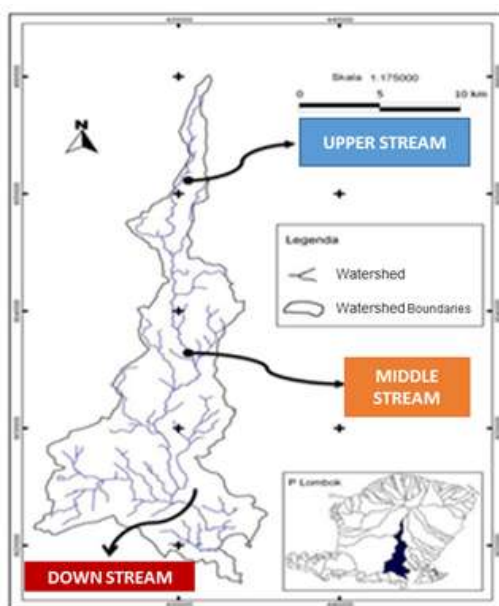 Skala 1:175000
0 5 10 km
N
UPPER STREAM
Legenda
Watershed
Watershed Boundaries
MIDDLE
STREAM
P Lombok
DOWN STREAM